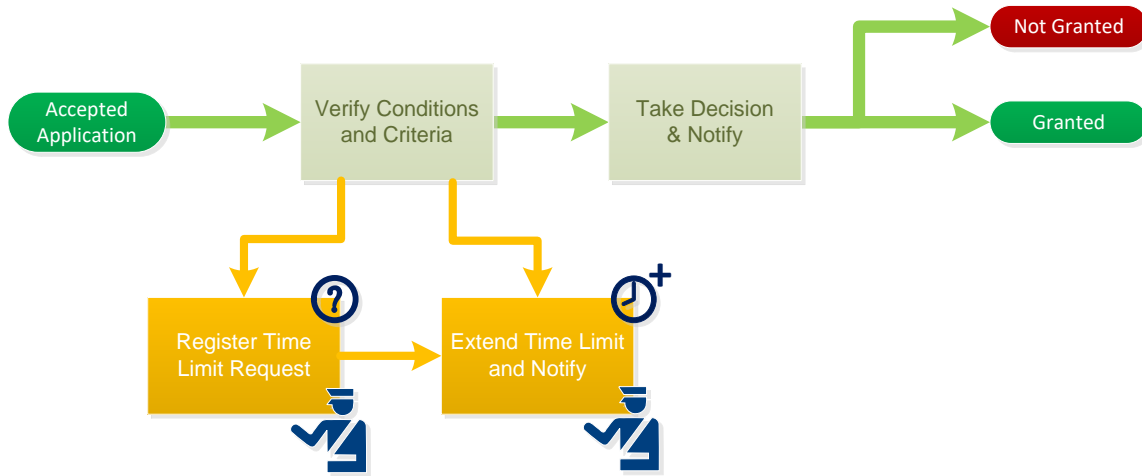 Not Granted
Accepted
Application
Verify Conditions
and Criteria
Take Decision
& Notify
Granted
Register Time
Limit Request
Extend Time Limit
and Notify